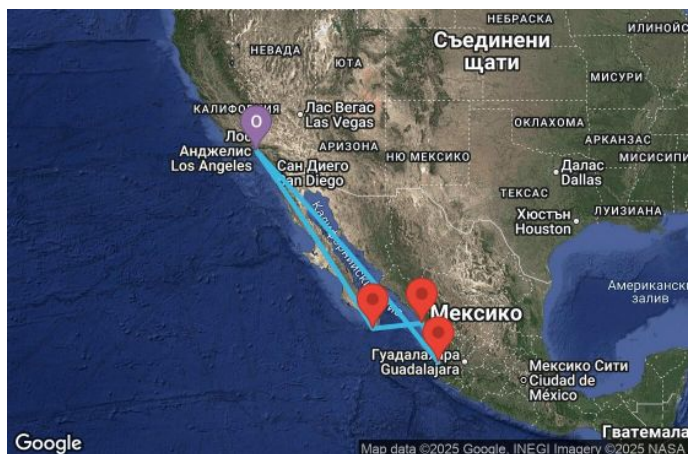 НЕБРАСКА
ИЛИНОЙС
Съединени
щати
НЕВАДА
ЮТА
МИСУРИ
КАЛИФОРНИЯ
O
Лас Вегас
Las Vegas
ОКЛАХОМА
Лос
Анджелис
Los Angeles
АРИЗОНА
АРКАНЗАС
НЮ МЕКСИКО
МИСИСИПИ
Сан Диего
San Diego
Далас
Dallas
ТЕКСАС
ЛУИЗИАНА
Хюстън
Houston
Американски
залив
Мексико
Гуадалахара
Guadalajara
Мексико Сити
Ciudad de
México
Гватемала
Google
Map data ©2025 Google, INEGI Imagery ©2025 NASA